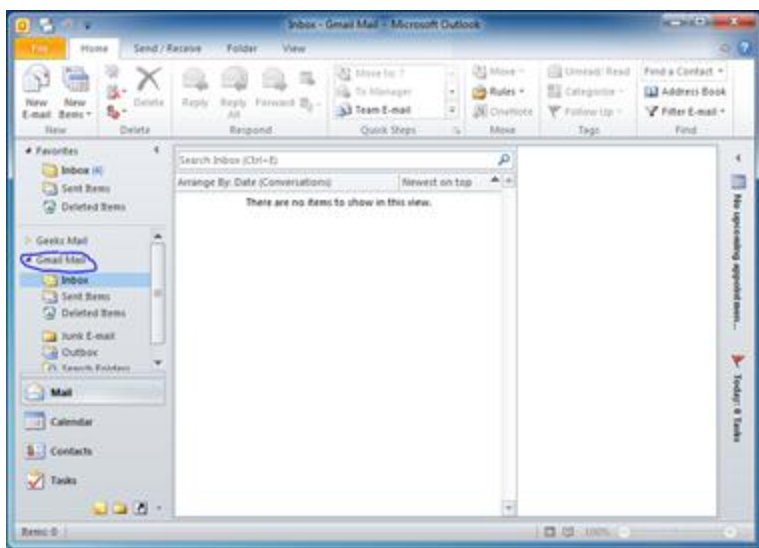 Inbox - Gmail Mail - Microsoft Outlook
File Home Send / Receive Folder View
New E-mail
New Items
Delete
Reply
Reply All
Forward
Move to: ?
To Manager
Team E-mail
Move
Rules
OneNote
Unread/ Read
Categorize
Follow Up
Find a Contact
Address Book
Filter E-mail
New Delete Respond Quick Steps Move Tags Find
Favorites
Inbox (4)
Sent Items
Deleted Items
Geeks Mail
Gmail Mail
Inbox
Sent Items
Deleted Items
Junk E-mail
Outbox
Search Folders
Mail
Calendar
Contacts
Tasks
Search Inbox (Ctrl+E)
Arrange By: Date (Conversations) Newest on top
There are no items to show in this view.
No upcoming appointmen...
Today: 0 Tasks
Items: 0
100%